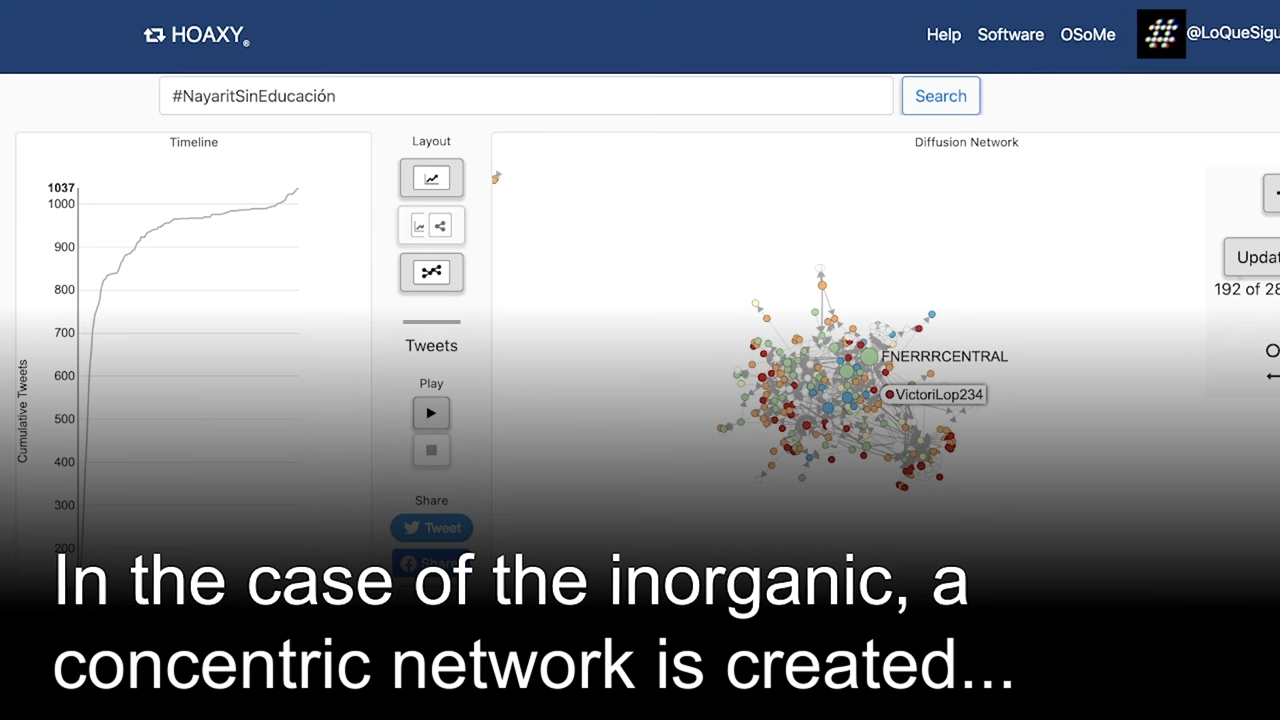 HOAXY®
Help Software OSoMe @LoQueSigu
#NayaritSinEducación
Search
Timeline
Layout
Diffusion Network
1037
1000
900
800
700
600
500
400
300
200
Cumulative Tweets
Tweets
Play
Share
Tweet
Share
FNERRRCENTRAL
VictoriLop234
Updat
192 of 28
In the case of the inorganic, a
concentric network is created...